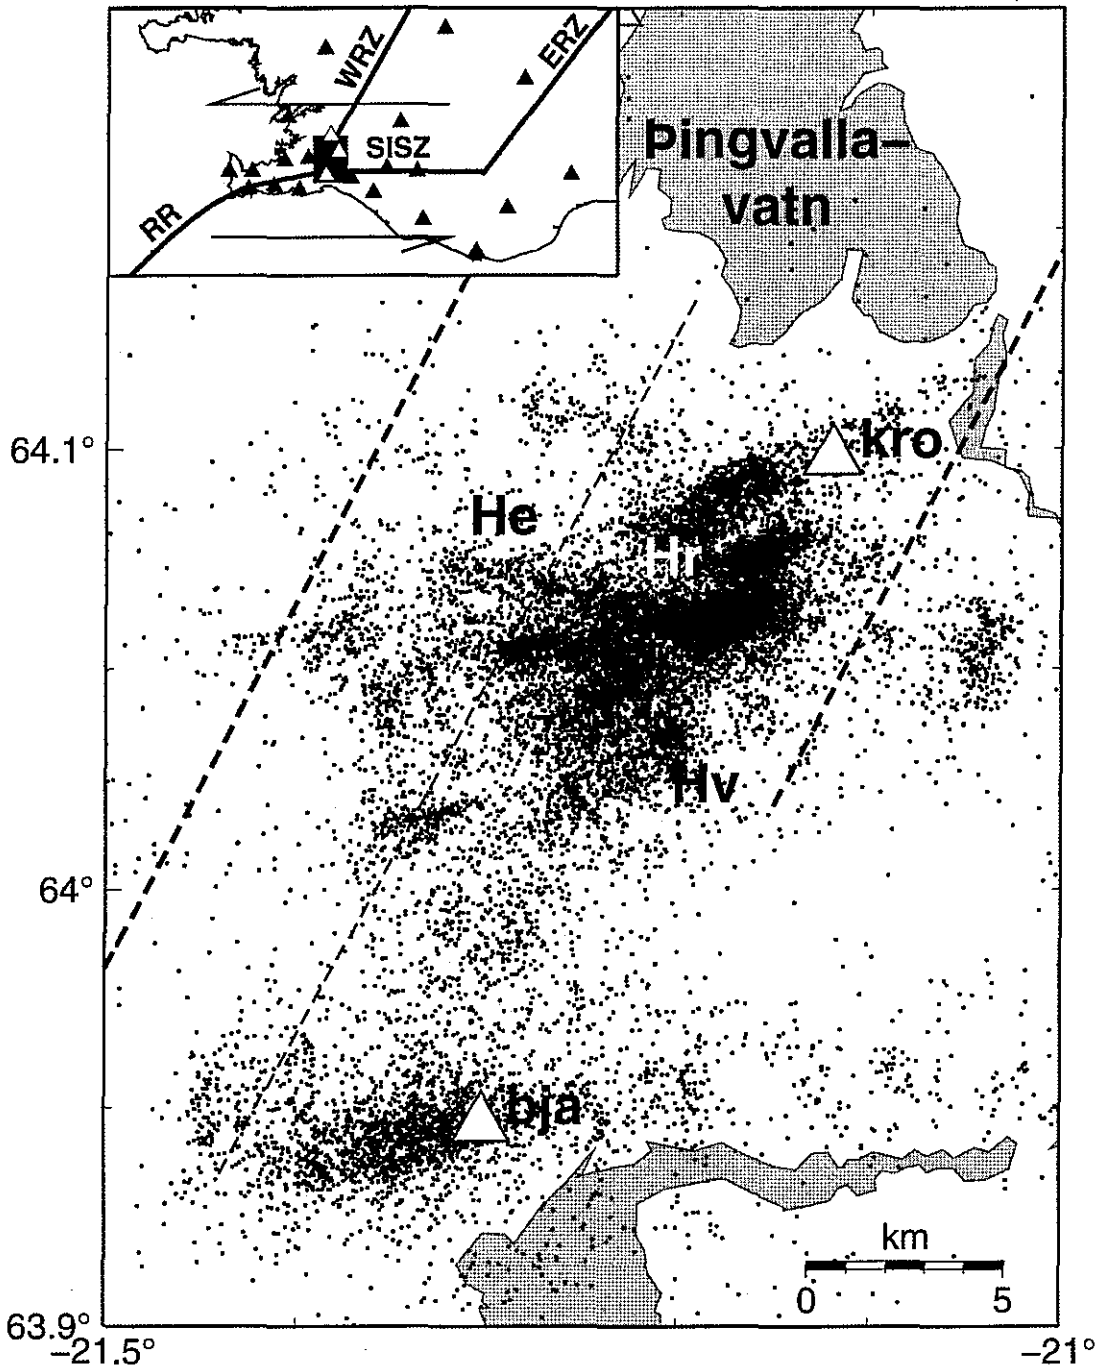 WRZ
ERZ
SISZ
RR
Þingvalla–
vatn
64.1°
kro
He
Hr
Hv
64°
bja
km
0 5
63.9°
–21.5° –21°